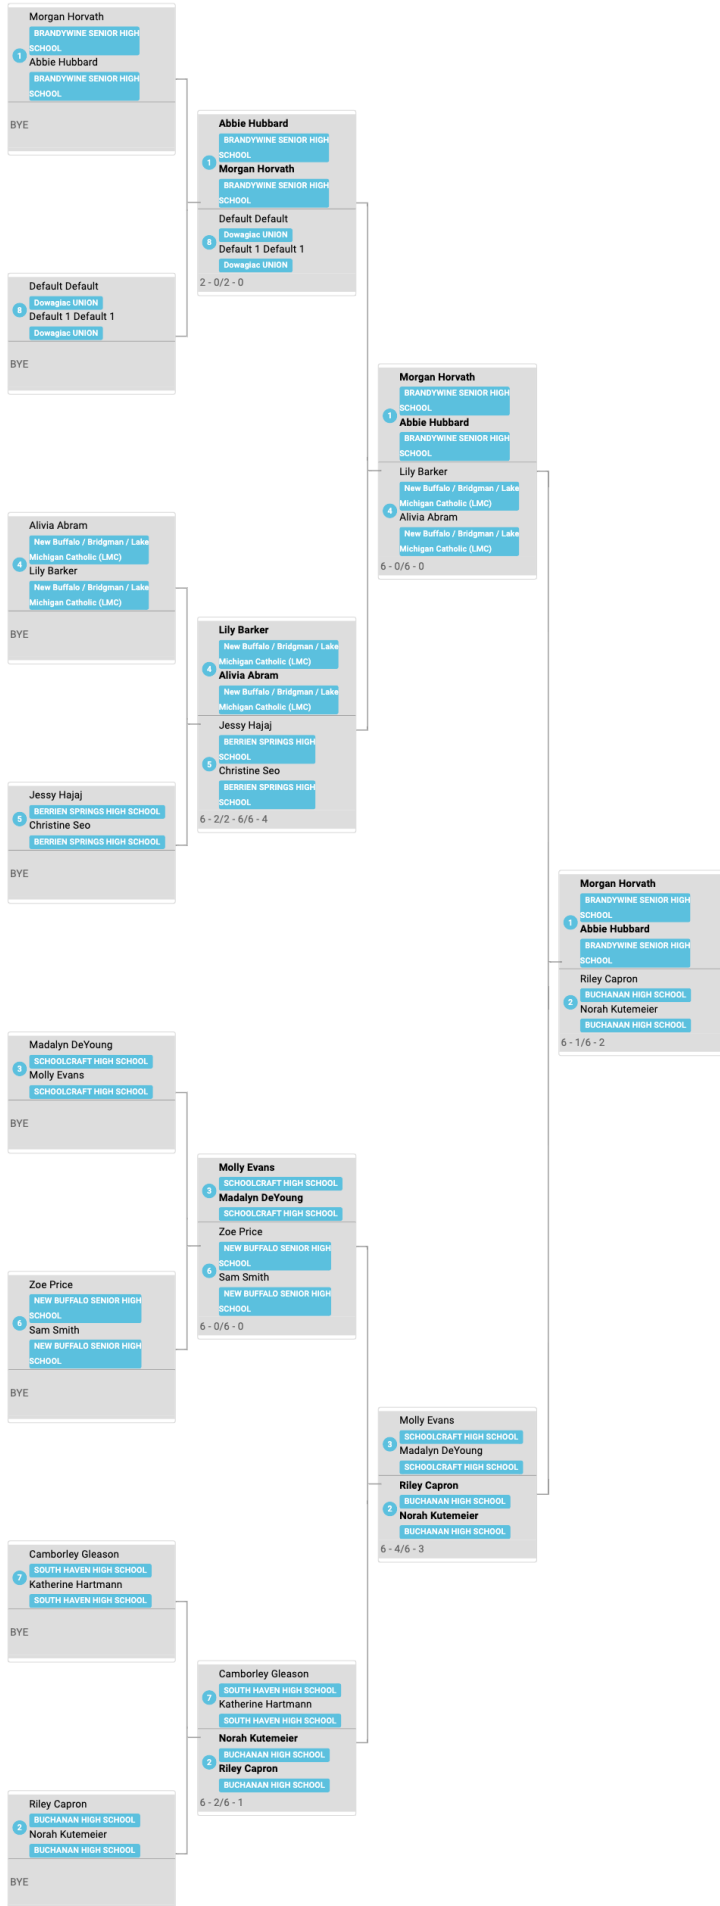 Morgan Horvath
BRANDYWINE SENIOR HIGH
SCHOOL
1
Abbie Hubbard
BRANDYWINE SENIOR HIGH
SCHOOL
BYE
Default Default
Dowagiac UNION
8
Default 1 Default 1
Dowagiac UNION
BYE
Alivia Abram
New Buffalo / Bridgman / Lake
Michigan Catholic (LMC)
4
Lily Barker
New Buffalo / Bridgman / Lake
Michigan Catholic (LMC)
BYE
Jessy Hajaj
BERRIEN SPRINGS HIGH SCHOOL
5
Christine Seo
BERRIEN SPRINGS HIGH SCHOOL
BYE
Madalyn DeYoung
SCHOOLCRAFT HIGH SCHOOL
3
Molly Evans
SCHOOLCRAFT HIGH SCHOOL
BYE
Zoe Price
NEW BUFFALO SENIOR HIGH
SCHOOL
6
Sam Smith
NEW BUFFALO SENIOR HIGH
SCHOOL
BYE
Camborley Gleason
SOUTH HAVEN HIGH SCHOOL
7
Katherine Hartmann
SOUTH HAVEN HIGH SCHOOL
BYE
Riley Capron
BUCHANAN HIGH SCHOOL
2
Norah Kutemeier
BUCHANAN HIGH SCHOOL
BYE
Abbie Hubbard
BRANDYWINE SENIOR HIGH
SCHOOL
1
Morgan Horvath
BRANDYWINE SENIOR HIGH
SCHOOL
Default Default
Dowagiac UNION
8
Default 1 Default 1
Dowagiac UNION
2 - 0/2 - 0
Lily Barker
New Buffalo / Bridgman / Lake
Michigan Catholic (LMC)
4
Alivia Abram
New Buffalo / Bridgman / Lake
Michigan Catholic (LMC)
Jessy Hajaj
BERRIEN SPRINGS HIGH
SCHOOL
5
Christine Seo
BERRIEN SPRINGS HIGH
SCHOOL
6 - 2/2 - 6/6 - 4
Molly Evans
SCHOOLCRAFT HIGH SCHOOL
3
Madalyn DeYoung
SCHOOLCRAFT HIGH SCHOOL
Zoe Price
NEW BUFFALO SENIOR HIGH
SCHOOL
6
Sam Smith
NEW BUFFALO SENIOR HIGH
SCHOOL
6 - 0/6 - 0
Camborley Gleason
SOUTH HAVEN HIGH SCHOOL
7
Katherine Hartmann
SOUTH HAVEN HIGH SCHOOL
Norah Kutemeier
BUCHANAN HIGH SCHOOL
2
Riley Capron
BUCHANAN HIGH SCHOOL
6 - 2/6 - 1
Morgan Horvath
BRANDYWINE SENIOR HIGH
SCHOOL
1
Abbie Hubbard
BRANDYWINE SENIOR HIGH
SCHOOL
Lily Barker
New Buffalo / Bridgman / Lake
Michigan Catholic (LMC)
4
Alivia Abram
New Buffalo / Bridgman / Lake
Michigan Catholic (LMC)
6 - 0/6 - 0
Molly Evans
SCHOOLCRAFT HIGH SCHOOL
3
Madalyn DeYoung
SCHOOLCRAFT HIGH SCHOOL
Riley Capron
BUCHANAN HIGH SCHOOL
2
Norah Kutemeier
BUCHANAN HIGH SCHOOL
6 - 4/6 - 3
Morgan Horvath
BRANDYWINE SENIOR HIGH
SCHOOL
1
Abbie Hubbard
BRANDYWINE SENIOR HIGH
SCHOOL
Riley Capron
BUCHANAN HIGH SCHOOL
2
Norah Kutemeier
BUCHANAN HIGH SCHOOL
6 - 1/6 - 2